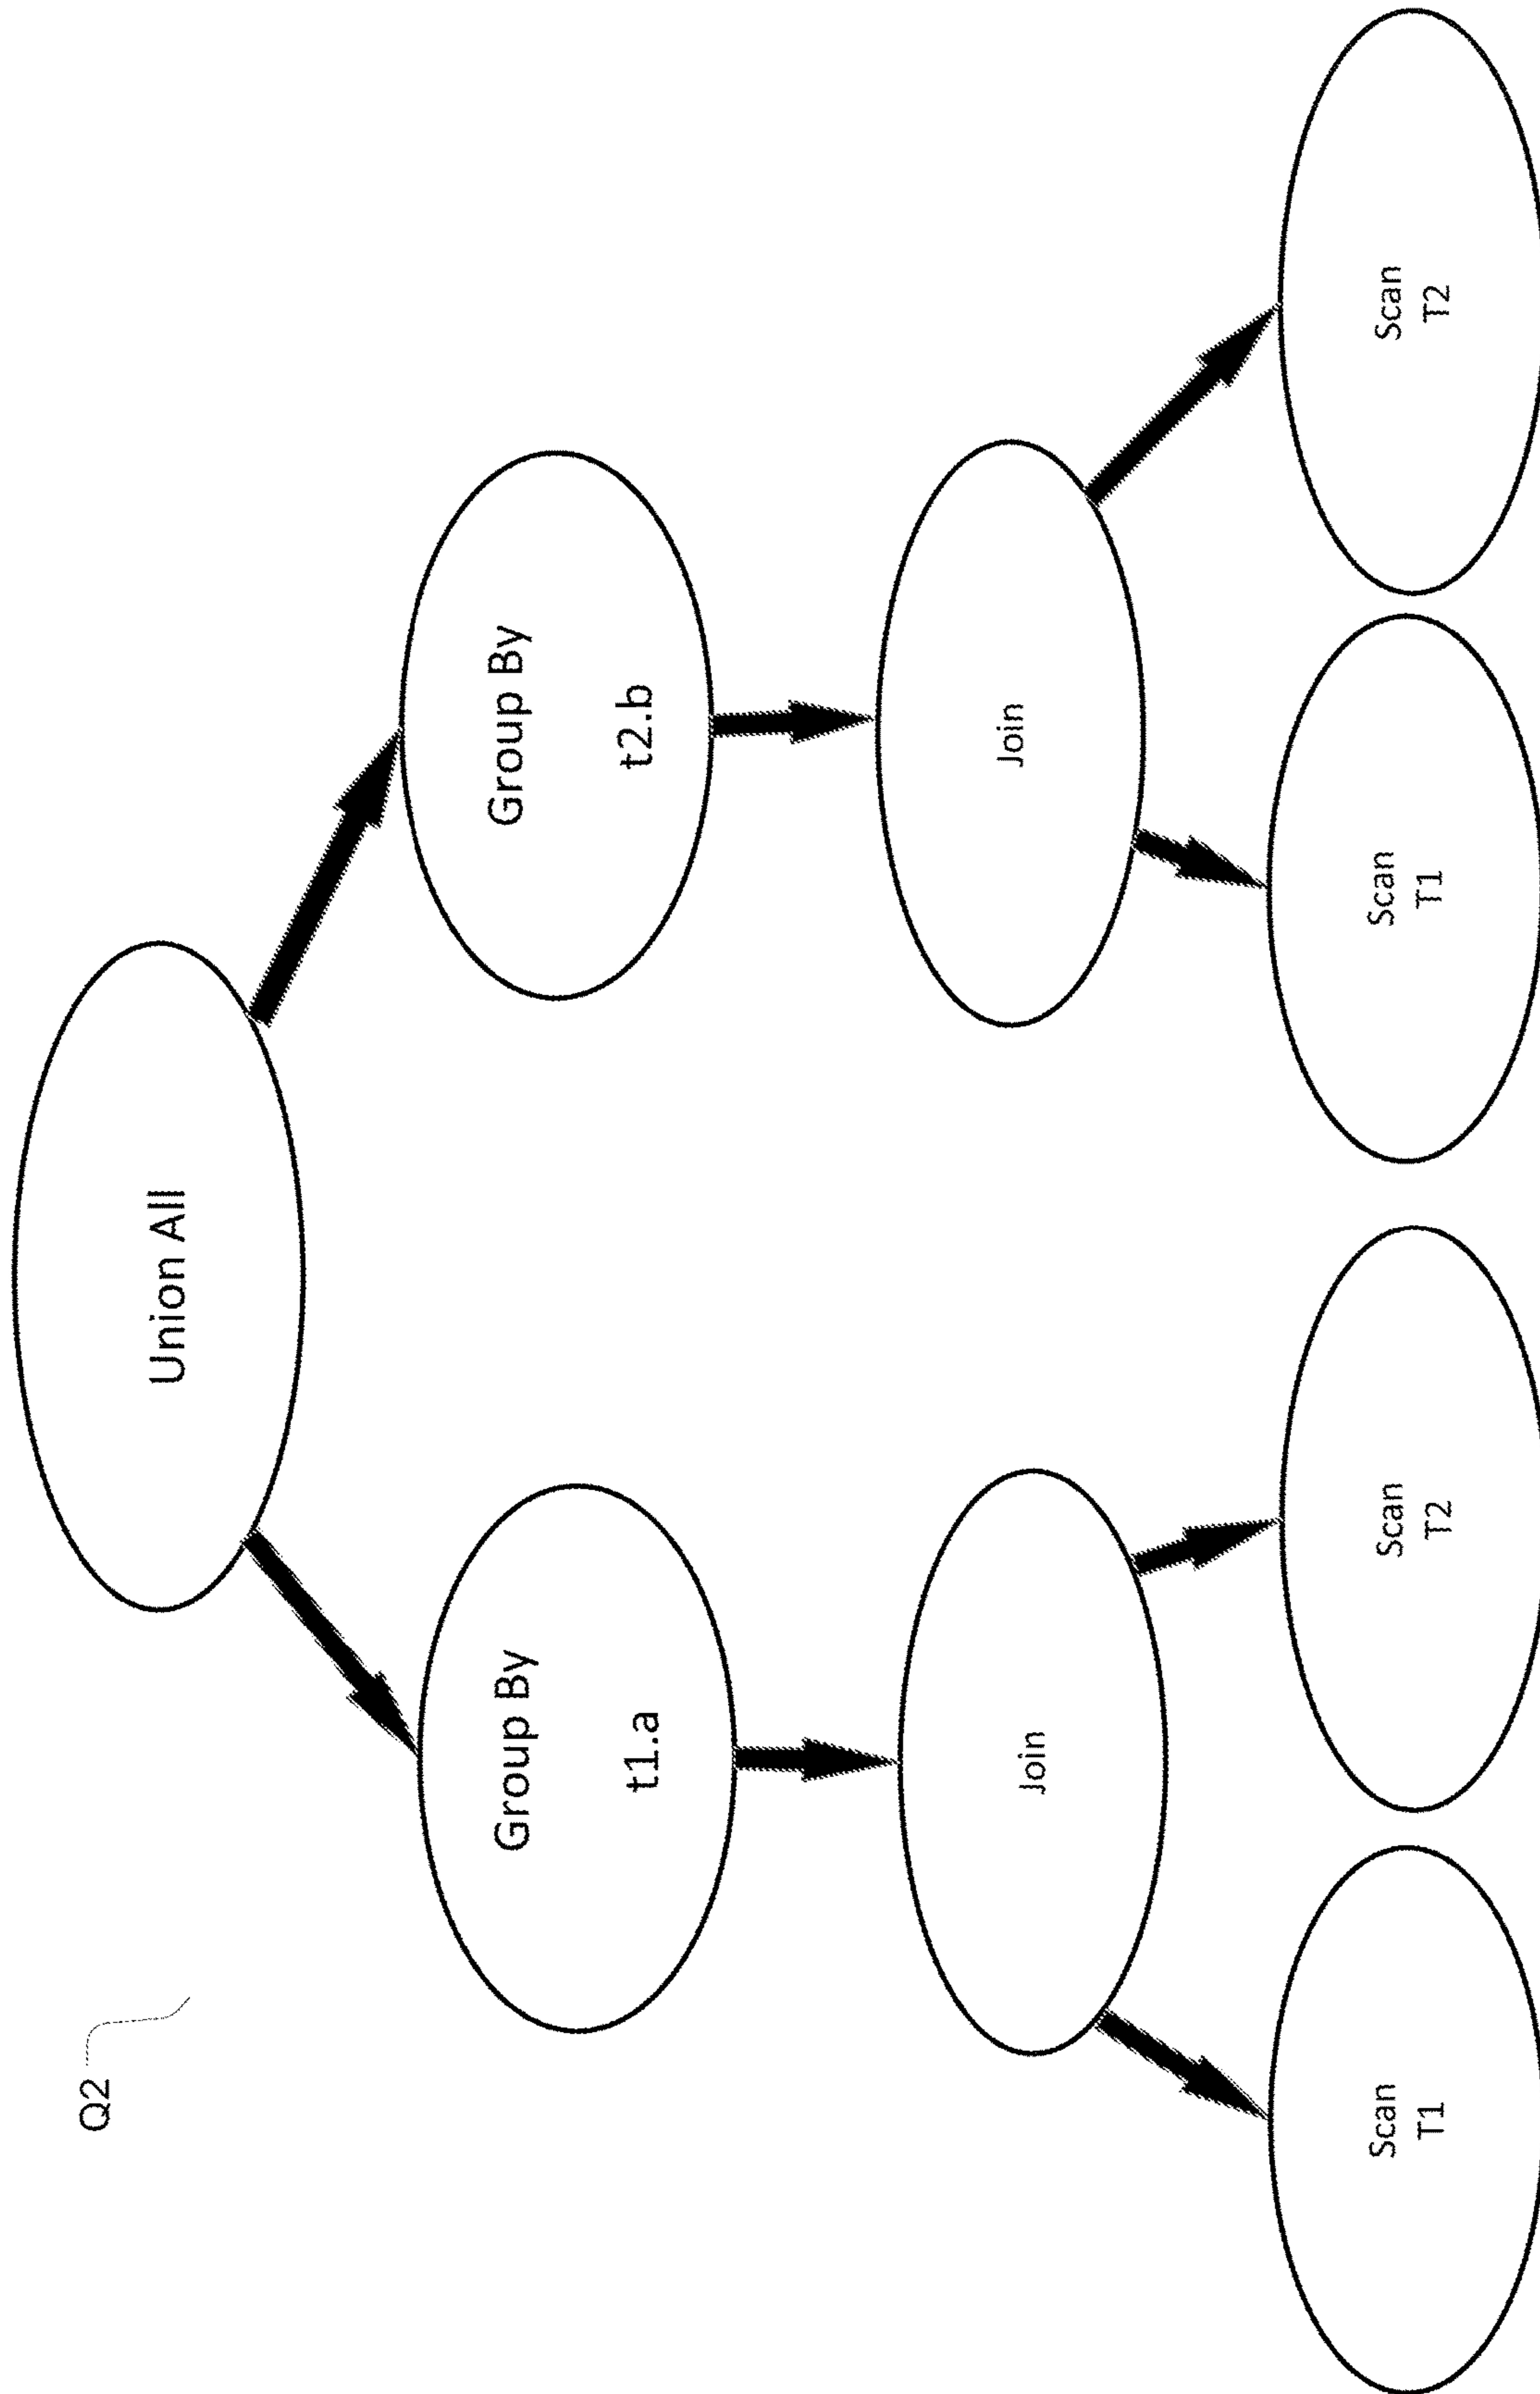 Q2
Union All
Group By
t1.a
Group By
t2.b
Join
Join
Scan
T1
Scan
T2
Scan
T1
Scan
T2